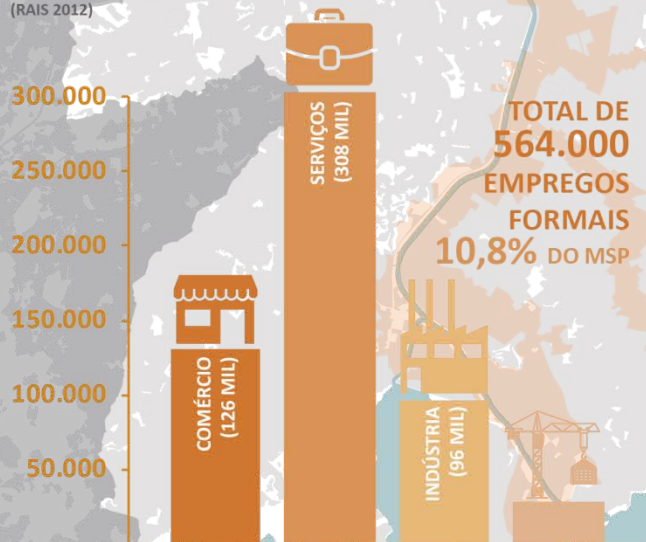 (RAIS 2012)
300.000
250.000
200.000
150.000
100.000
50.000
COMÉRCIO
(126 MIL)
SERVIÇOS
(308 MIL)
INDÚSTRIA
(96 MIL)
TOTAL DE
564.000
EMPREGOS
FORMAIS
10,8% DO MSP